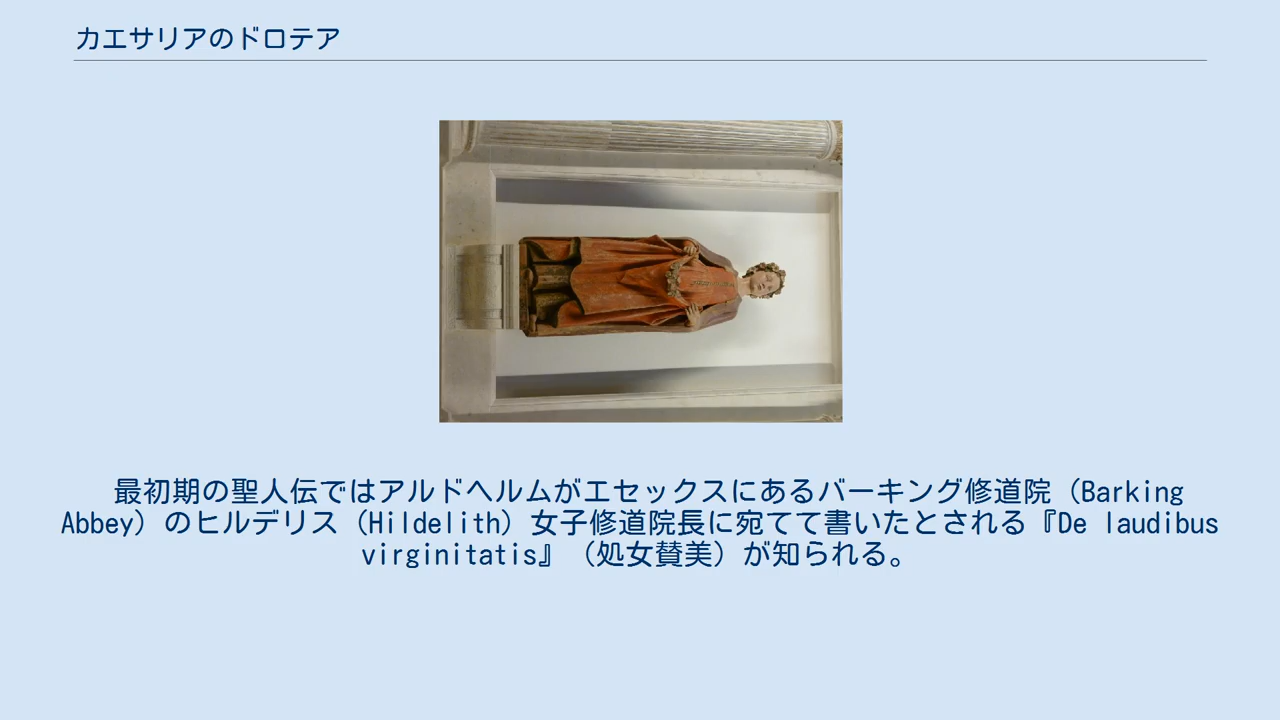 カエサリアのドロテア
最初期の聖人伝ではアルドヘルムがエセックスにあるバーキング修道院（Barking
Abbey）のヒルデリス（Hildelith）女子修道院長に宛てて書いたとされる『De laudibus
virginitatis』（処女賛美）が知られる。